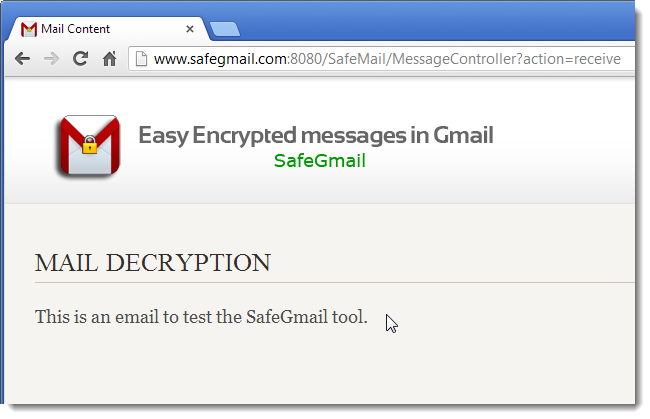 Mail Content
www.safegmail.com:8080/SafeMail/MessageController?action=receive
Easy Encrypted messages in Gmail
SafeGmail
MAIL DECRYPTION
This is an email to test the SafeGmail tool.